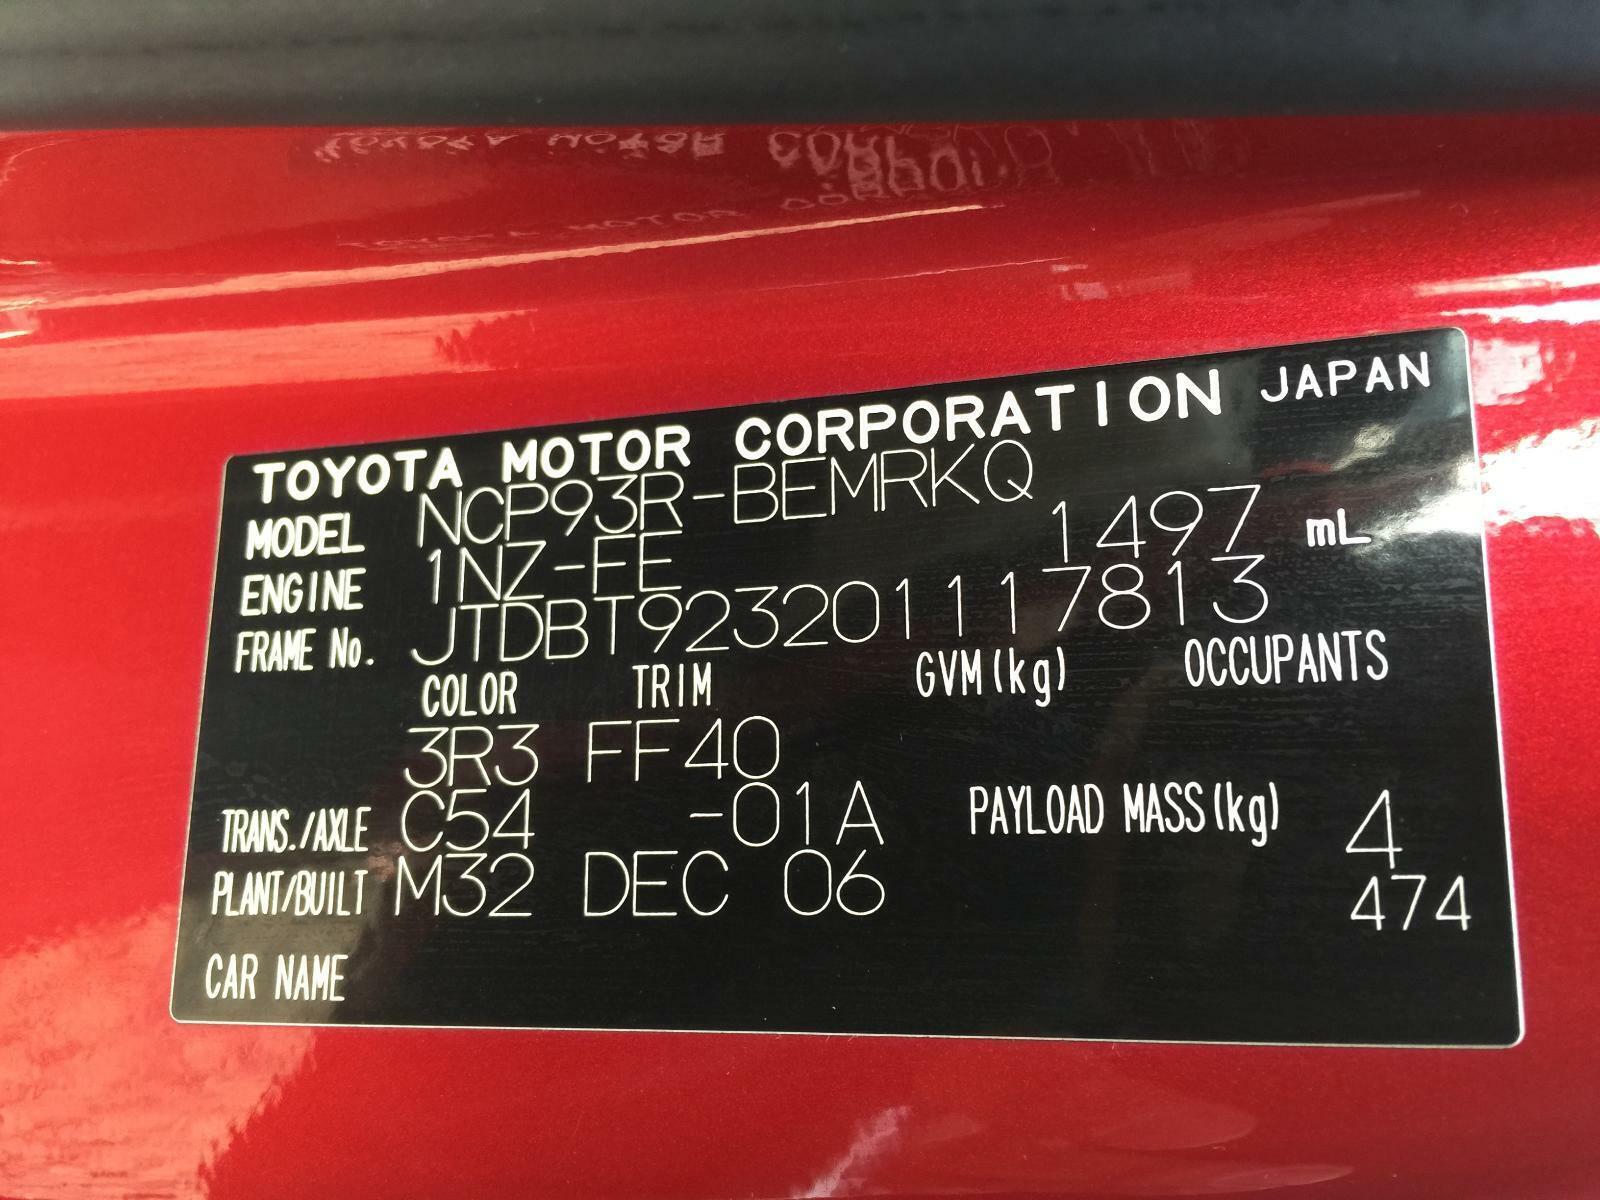 TOYOTA MOTOR CORPORATION JAPAN
MODEL NCP93R-BEMRKQ
ENGINE 1NZ-FE 1497 mL
FRAME No. JTDBT923201117813
COLOR TRIM GVM(kg) OCCUPANTS
3R3 FF40
TRANS./AXLE C54 -01A PAYLOAD MASS(kg) 4
PLANT/BUILT M32 DEC 06 474
CAR NAME